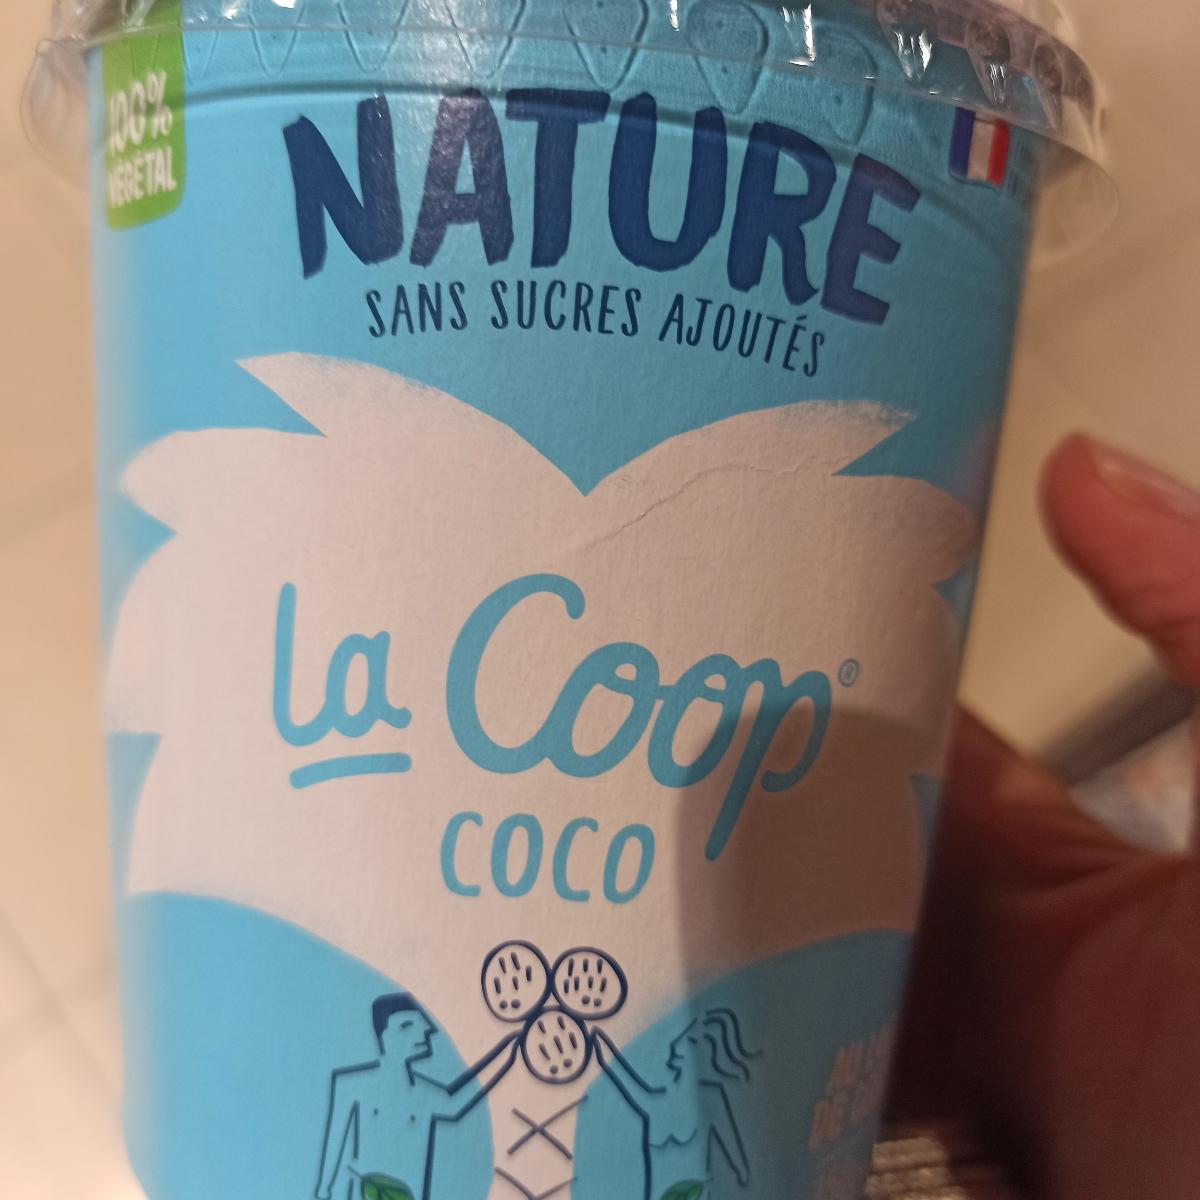 100%
VÉGÉTAL
NATURE
SANS SUCRES AJOUTÉS
la Coop®
COCO